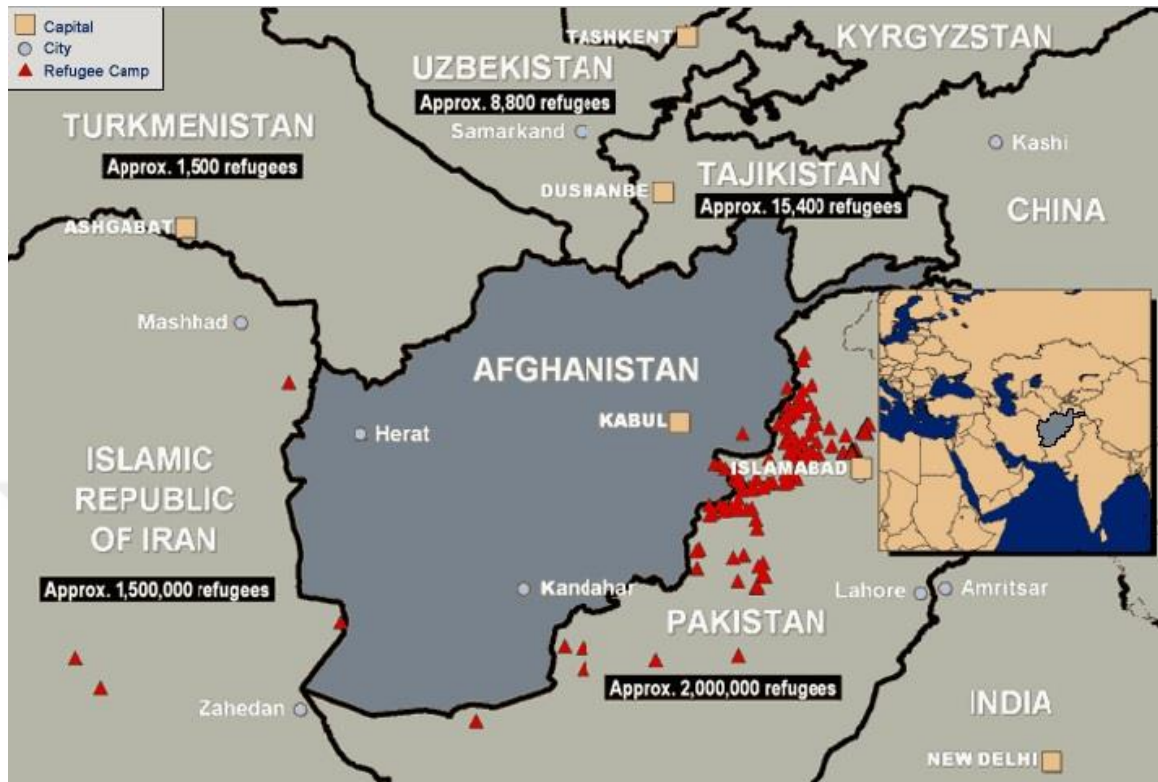 Capital
City
Refugee Camp
TASHKENT
KYRGYZSTAN
UZBEKISTAN
Approx. 8,800 refugees
Samarkand
TURKMENISTAN
Approx. 1,500 refugees
Kashi
DUSHANBE
TAJIKISTAN
Approx. 15,400 refugees
CHINA
ASHGABAT
Mashhad
AFGHANISTAN
KABUL
Herat
ISLAMABAD
ISLAMIC
REPUBLIC
OF IRAN
Approx. 1,500,000 refugees
Kandahar
Lahore
Amritsar
PAKISTAN
Approx. 2,000,000 refugees
Zahedan
INDIA
NEW DELHI